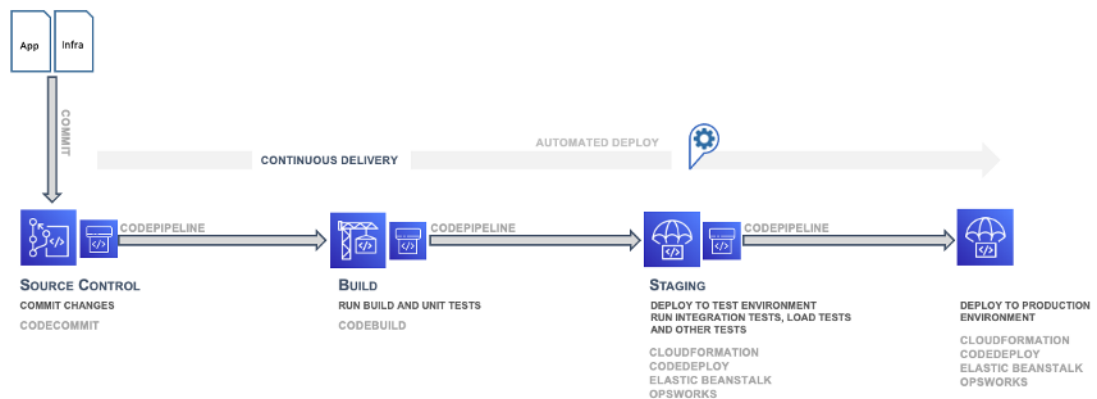 App
Infra
COMMIT
AUTOMATED DEPLOY
CONTINUOUS DELIVERY
CODEPIPELINE
CODEPIPELINE
CODEPIPELINE
SOURCE CONTROL
COMMIT CHANGES
CODECOMMIT
BUILD
RUN BUILD AND UNIT TESTS
CODEBUILD
STAGING
DEPLOY TO TEST ENVIRONMENT
RUN INTEGRATION TESTS, LOAD TESTS
AND OTHER TESTS
CLOUDFORMATION
CODEDEPLOY
ELASTIC BEANSTALK
OPSWORKS
DEPLOY TO PRODUCTION
ENVIRONMENT
CLOUDFORMATION
CODEDEPLOY
ELASTIC BEANSTALK
OPSWORKS